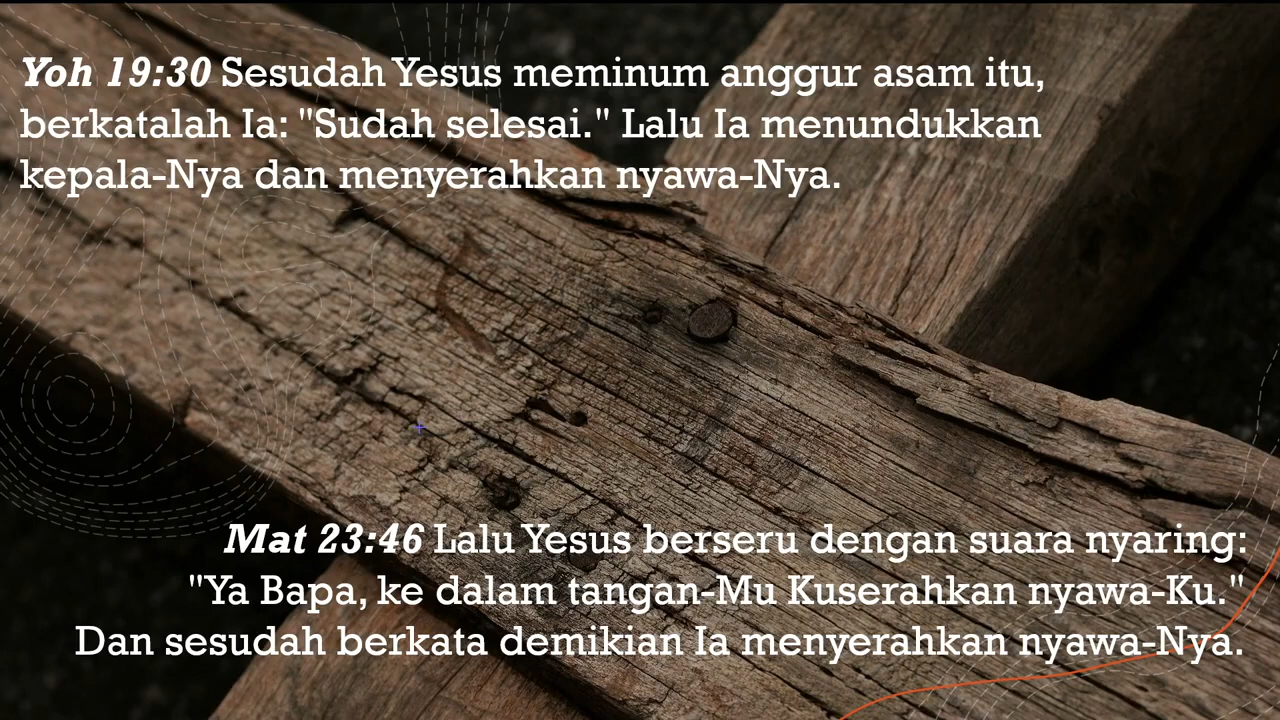 Yoh 19:30 Sesudah Yesus meminum anggur asam itu,
berkatalah Ia: "Sudah selesai." Lalu Ia menundukkan
kepala-Nya dan menyerahkan nyawa-Nya.
Mat 23:46 Lalu Yesus berseru dengan suara nyaring:
"Ya Bapa, ke dalam tangan-Mu Kuserahkan nyawa-Ku."
Dan sesudah berkata demikian Ia menyerahkan nyawa-Nya.